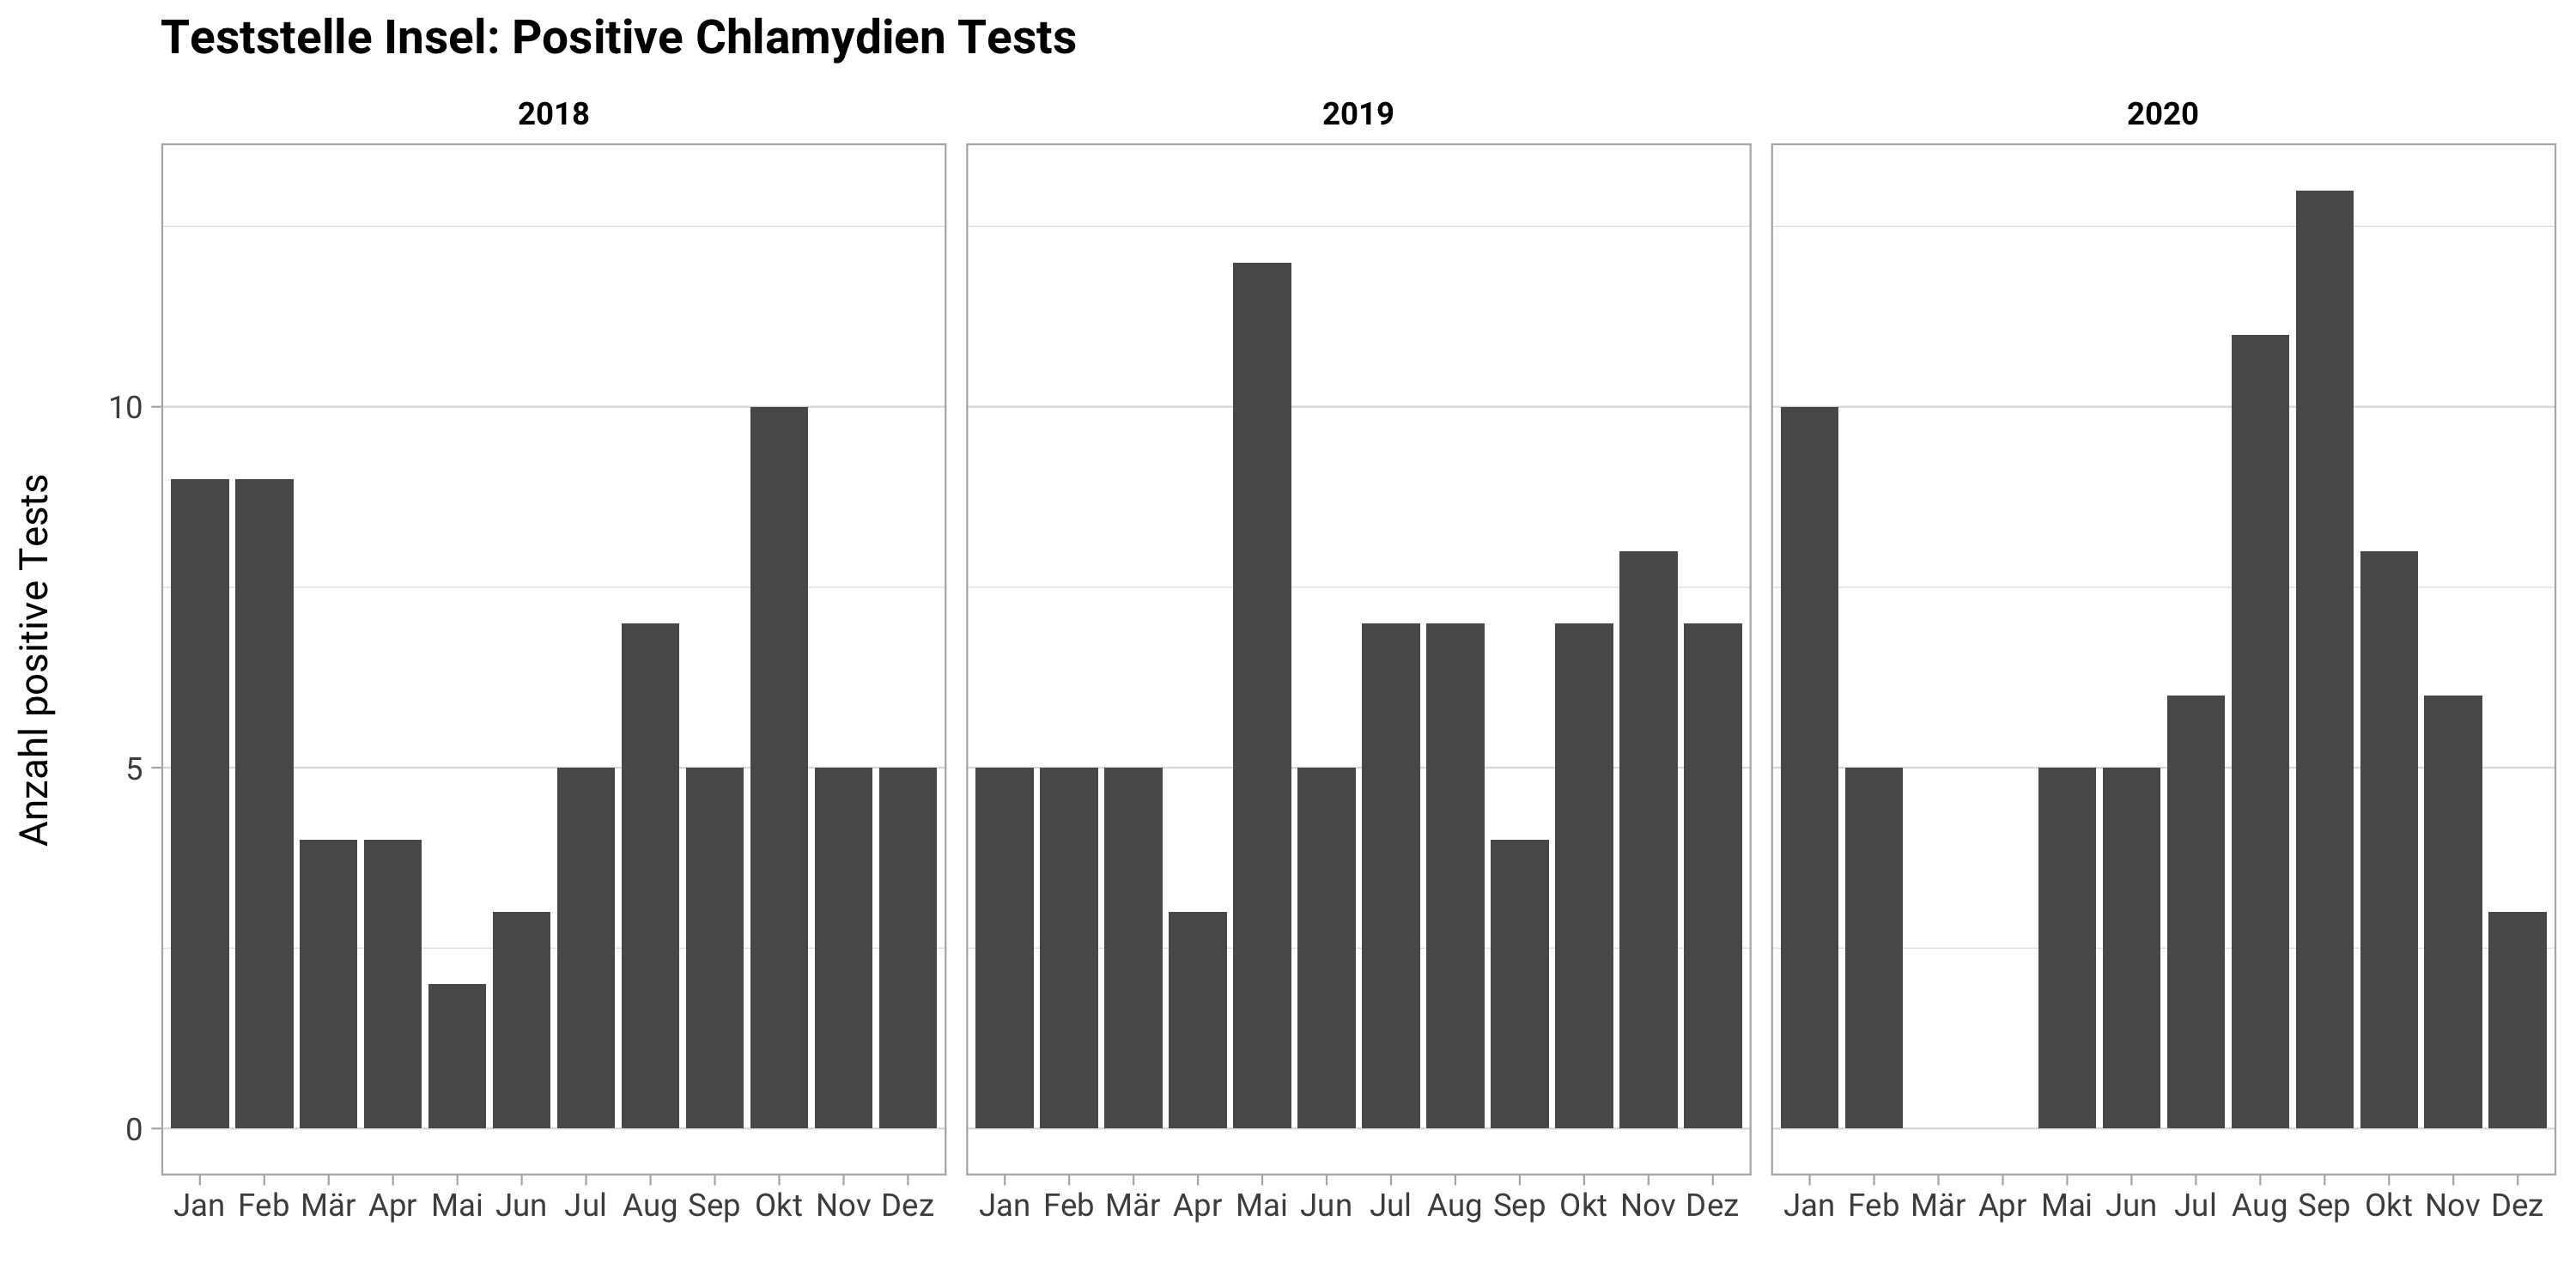 Teststelle Insel: Positive Chlamydien Tests
2018 2019 2020
Anzahl positive Tests
10
5
0
Jan Feb Mär Apr Mai Jun Jul Aug Sep Okt Nov Dez
Jan Feb Mär Apr Mai Jun Jul Aug Sep Okt Nov Dez
Jan Feb Mär Apr Mai Jun Jul Aug Sep Okt Nov Dez